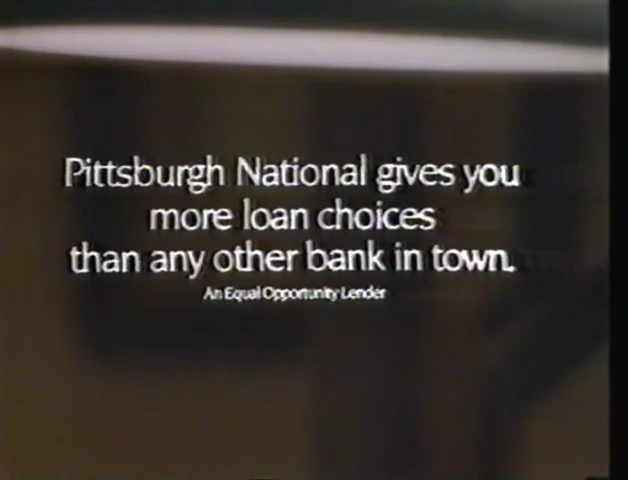 Pittsburgh National gives you
more loan choices
than any other bank in town.
An Equal Opportunity Lender